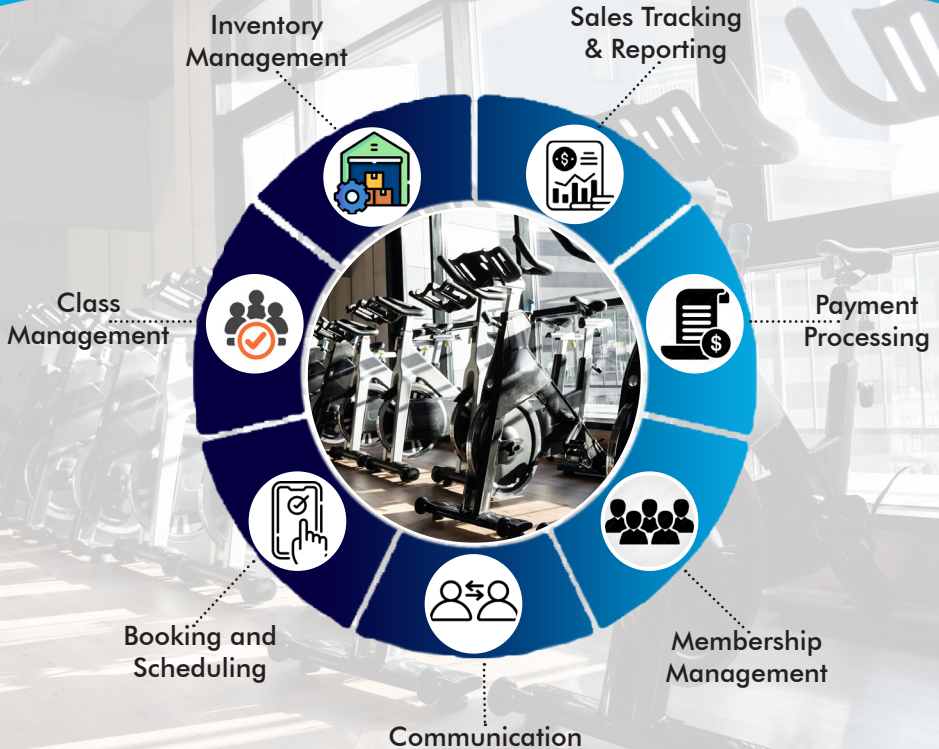 Inventory
Management
Sales Tracking
& Reporting
Class
Management
Payment
Processing
Booking and
Scheduling
Membership
Management
Communication